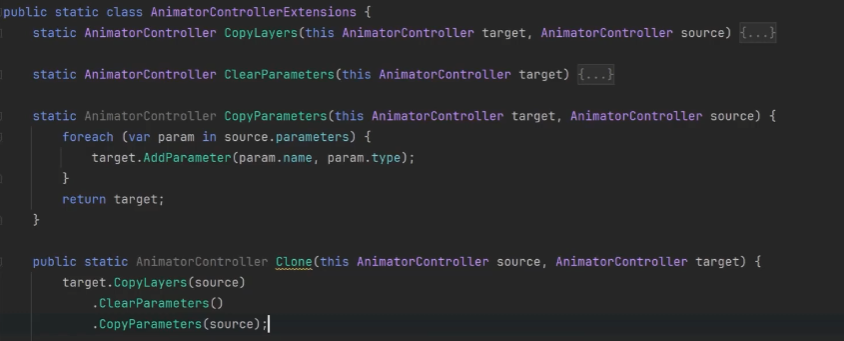 public static class AnimatorControllerExtensions {
static AnimatorController CopyLayers(this AnimatorController target, AnimatorController source) {...}
static AnimatorController ClearParameters(this AnimatorController target) {...}
static AnimatorController CopyParameters(this AnimatorController target, AnimatorController source) {
foreach (var param in source.parameters) {
target.AddParameter(param.name, param.type);
}
return target;
}
public static AnimatorController Clone(this AnimatorController source, AnimatorController target) {
target.CopyLayers(source)
.ClearParameters()
.CopyParameters(source);